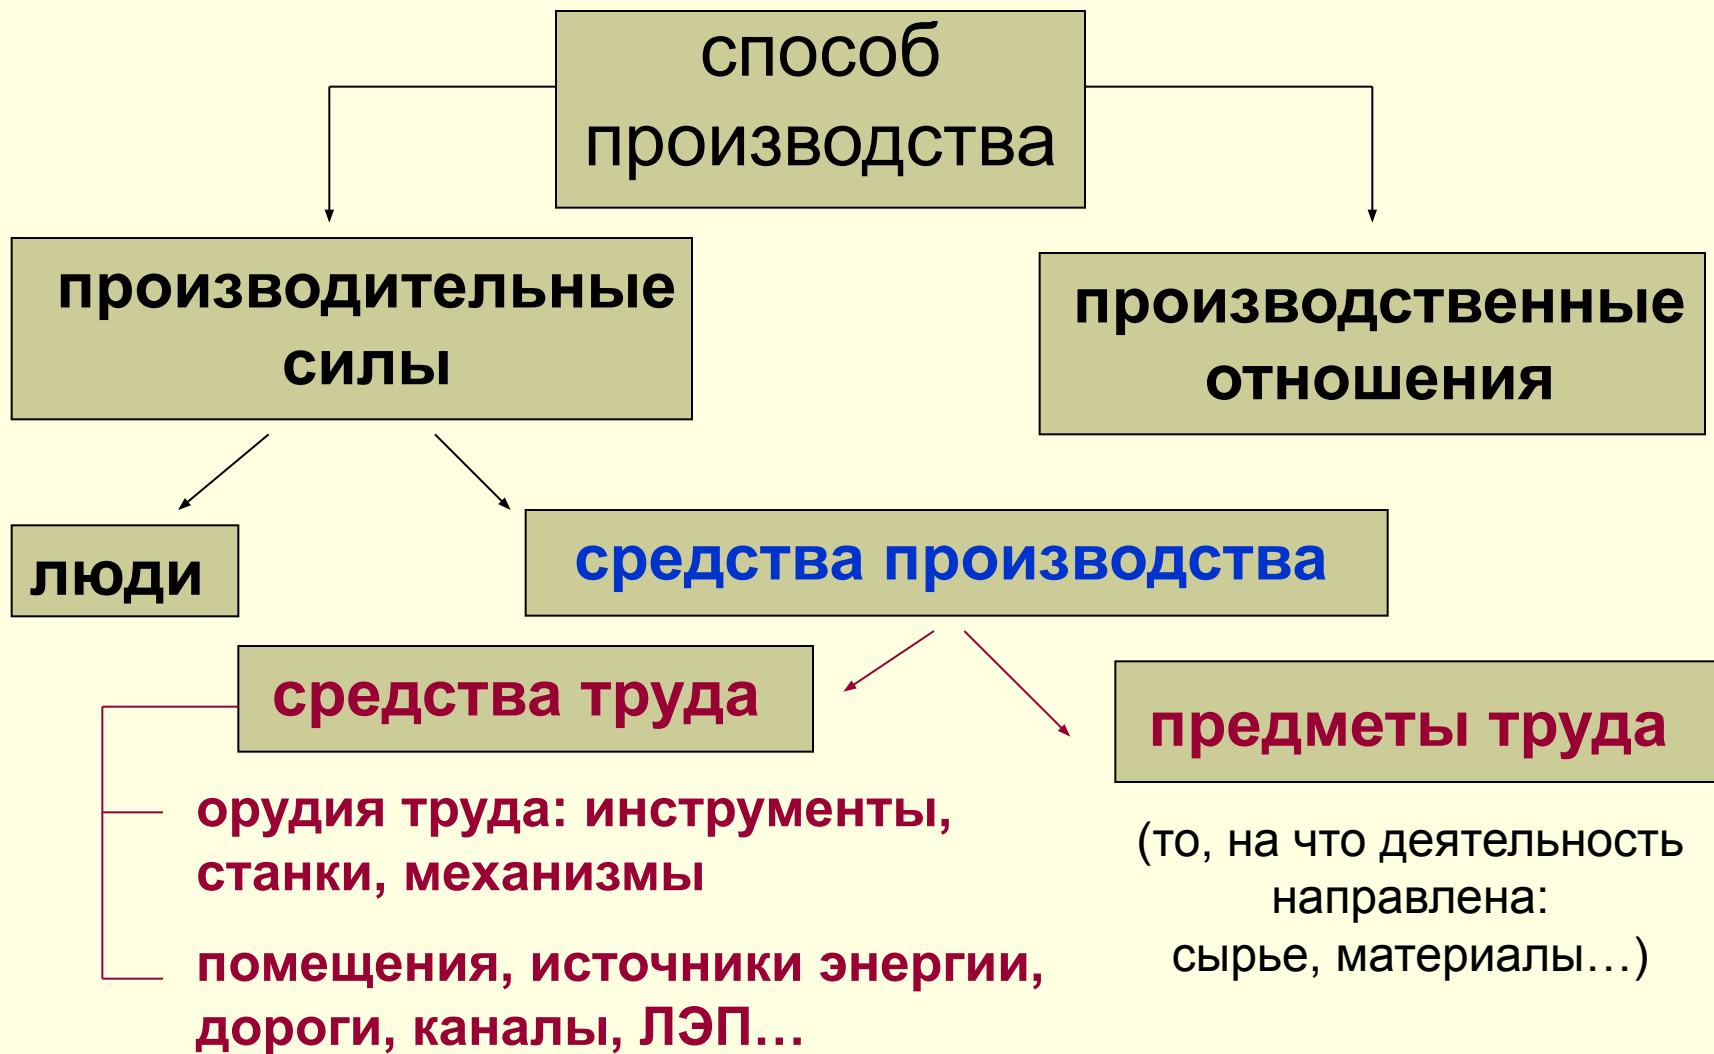 способ
производства
производительные
силы
производственные
отношения
люди
средства производства
средства труда
предметы труда
орудия труда: инструменты,
станки, механизмы
помещения, источники энергии,
дороги, каналы, ЛЭП…
(то, на что деятельность
направлена:
сырье, материалы…)